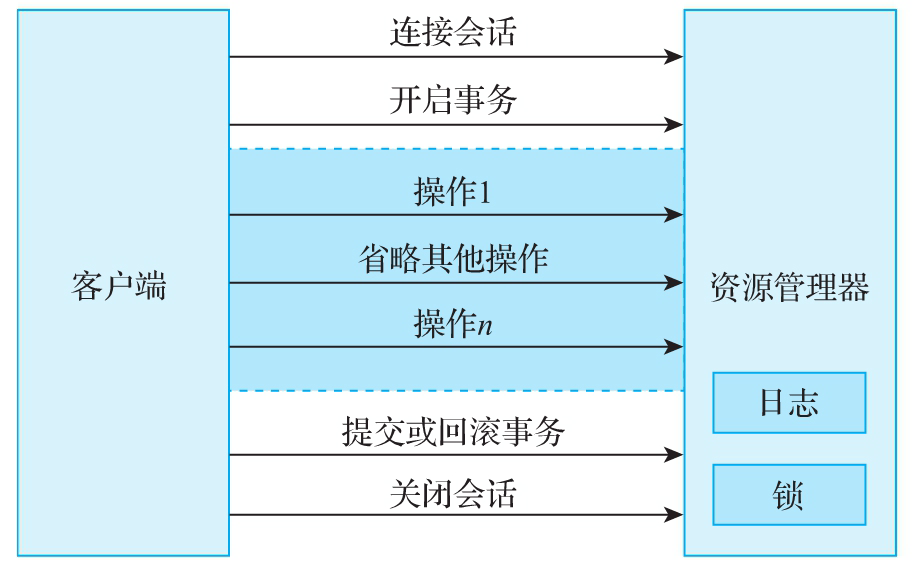 连接会话
开启事务
操作1
省略其他操作
操作n
客户端
资源管理器
日志
提交或回滚事务
关闭会话
锁